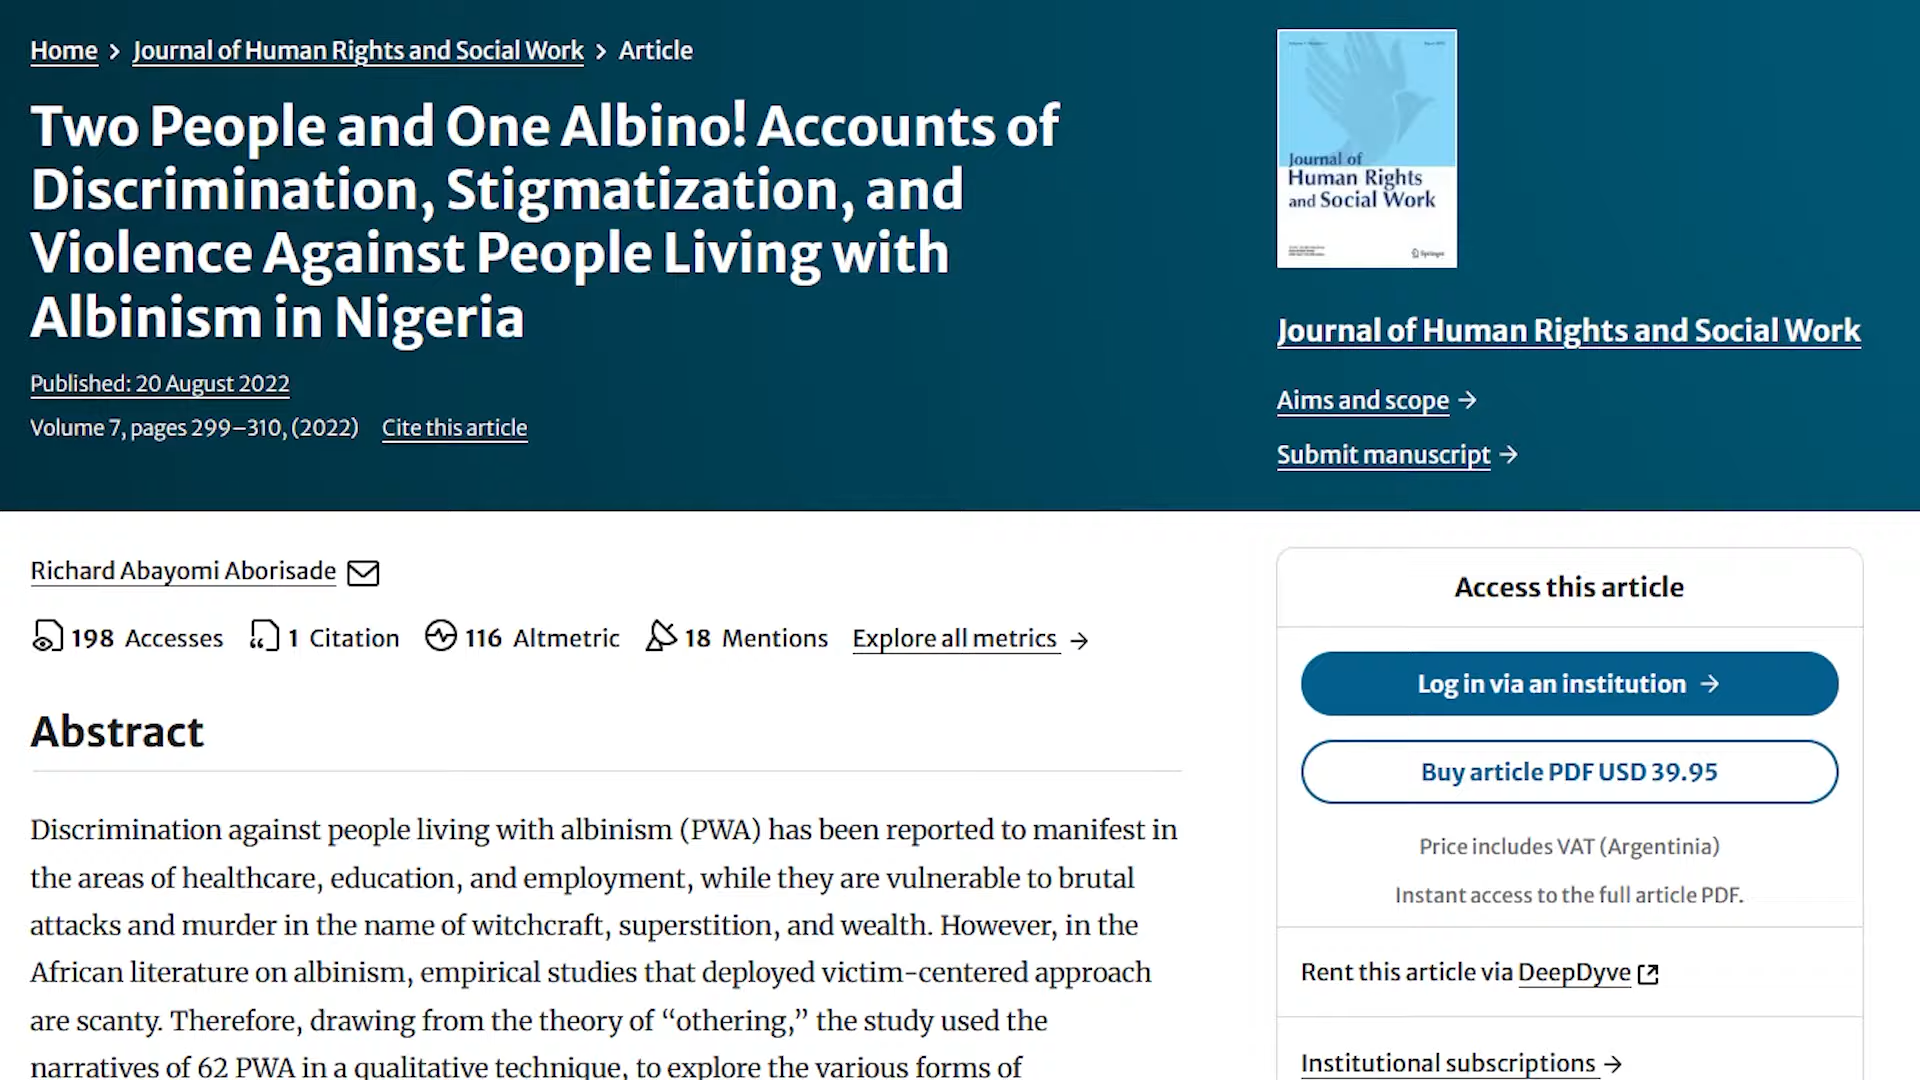 Home > Journal of Human Rights and Social Work > Article
Two People and One Albino! Accounts of
Discrimination, Stigmatization, and
Violence Against People Living with
Albinism in Nigeria
Published: 20 August 2022
Volume 7, pages 299–310, (2022) Cite this article
Journal of
Human Rights
and Social Work
Springer
Journal of Human Rights and Social Work
Aims and scope →
Submit manuscript →
Richard Abayomi Aborisade
198 Accesses 1 Citation 116 Altmetric 18 Mentions Explore all metrics →
Abstract
Discrimination against people living with albinism (PWA) has been reported to manifest in
the areas of healthcare, education, and employment, while they are vulnerable to brutal
attacks and murder in the name of witchcraft, superstition, and wealth. However, in the
African literature on albinism, empirical studies that deployed victim-centered approach
are scanty. Therefore, drawing from the theory of “othering,” the study used the
narratives of 62 PWA in a qualitative technique, to explore the various forms of
Access this article
Log in via an institution →
Buy article PDF USD 39.95
Price includes VAT (Argentinia)
Instant access to the full article PDF.
Rent this article via DeepDyve
Institutional subscriptions →